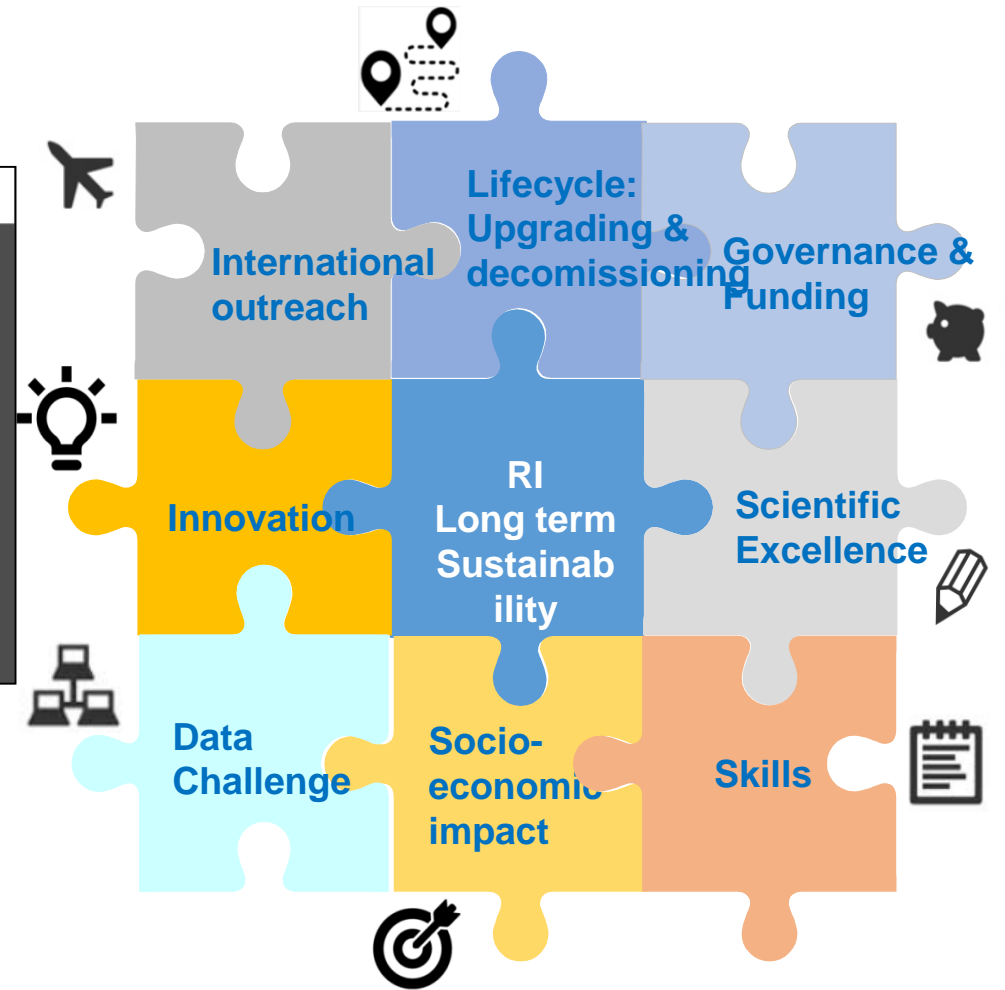 International
outreach
Lifecycle:
Upgrading &
decomissioning
Governance &
Funding
Innovation
RI
Long term
Sustainab
ility
Scientific
Excellence
Data
Challenge
Socio-
economic
impact
Skills